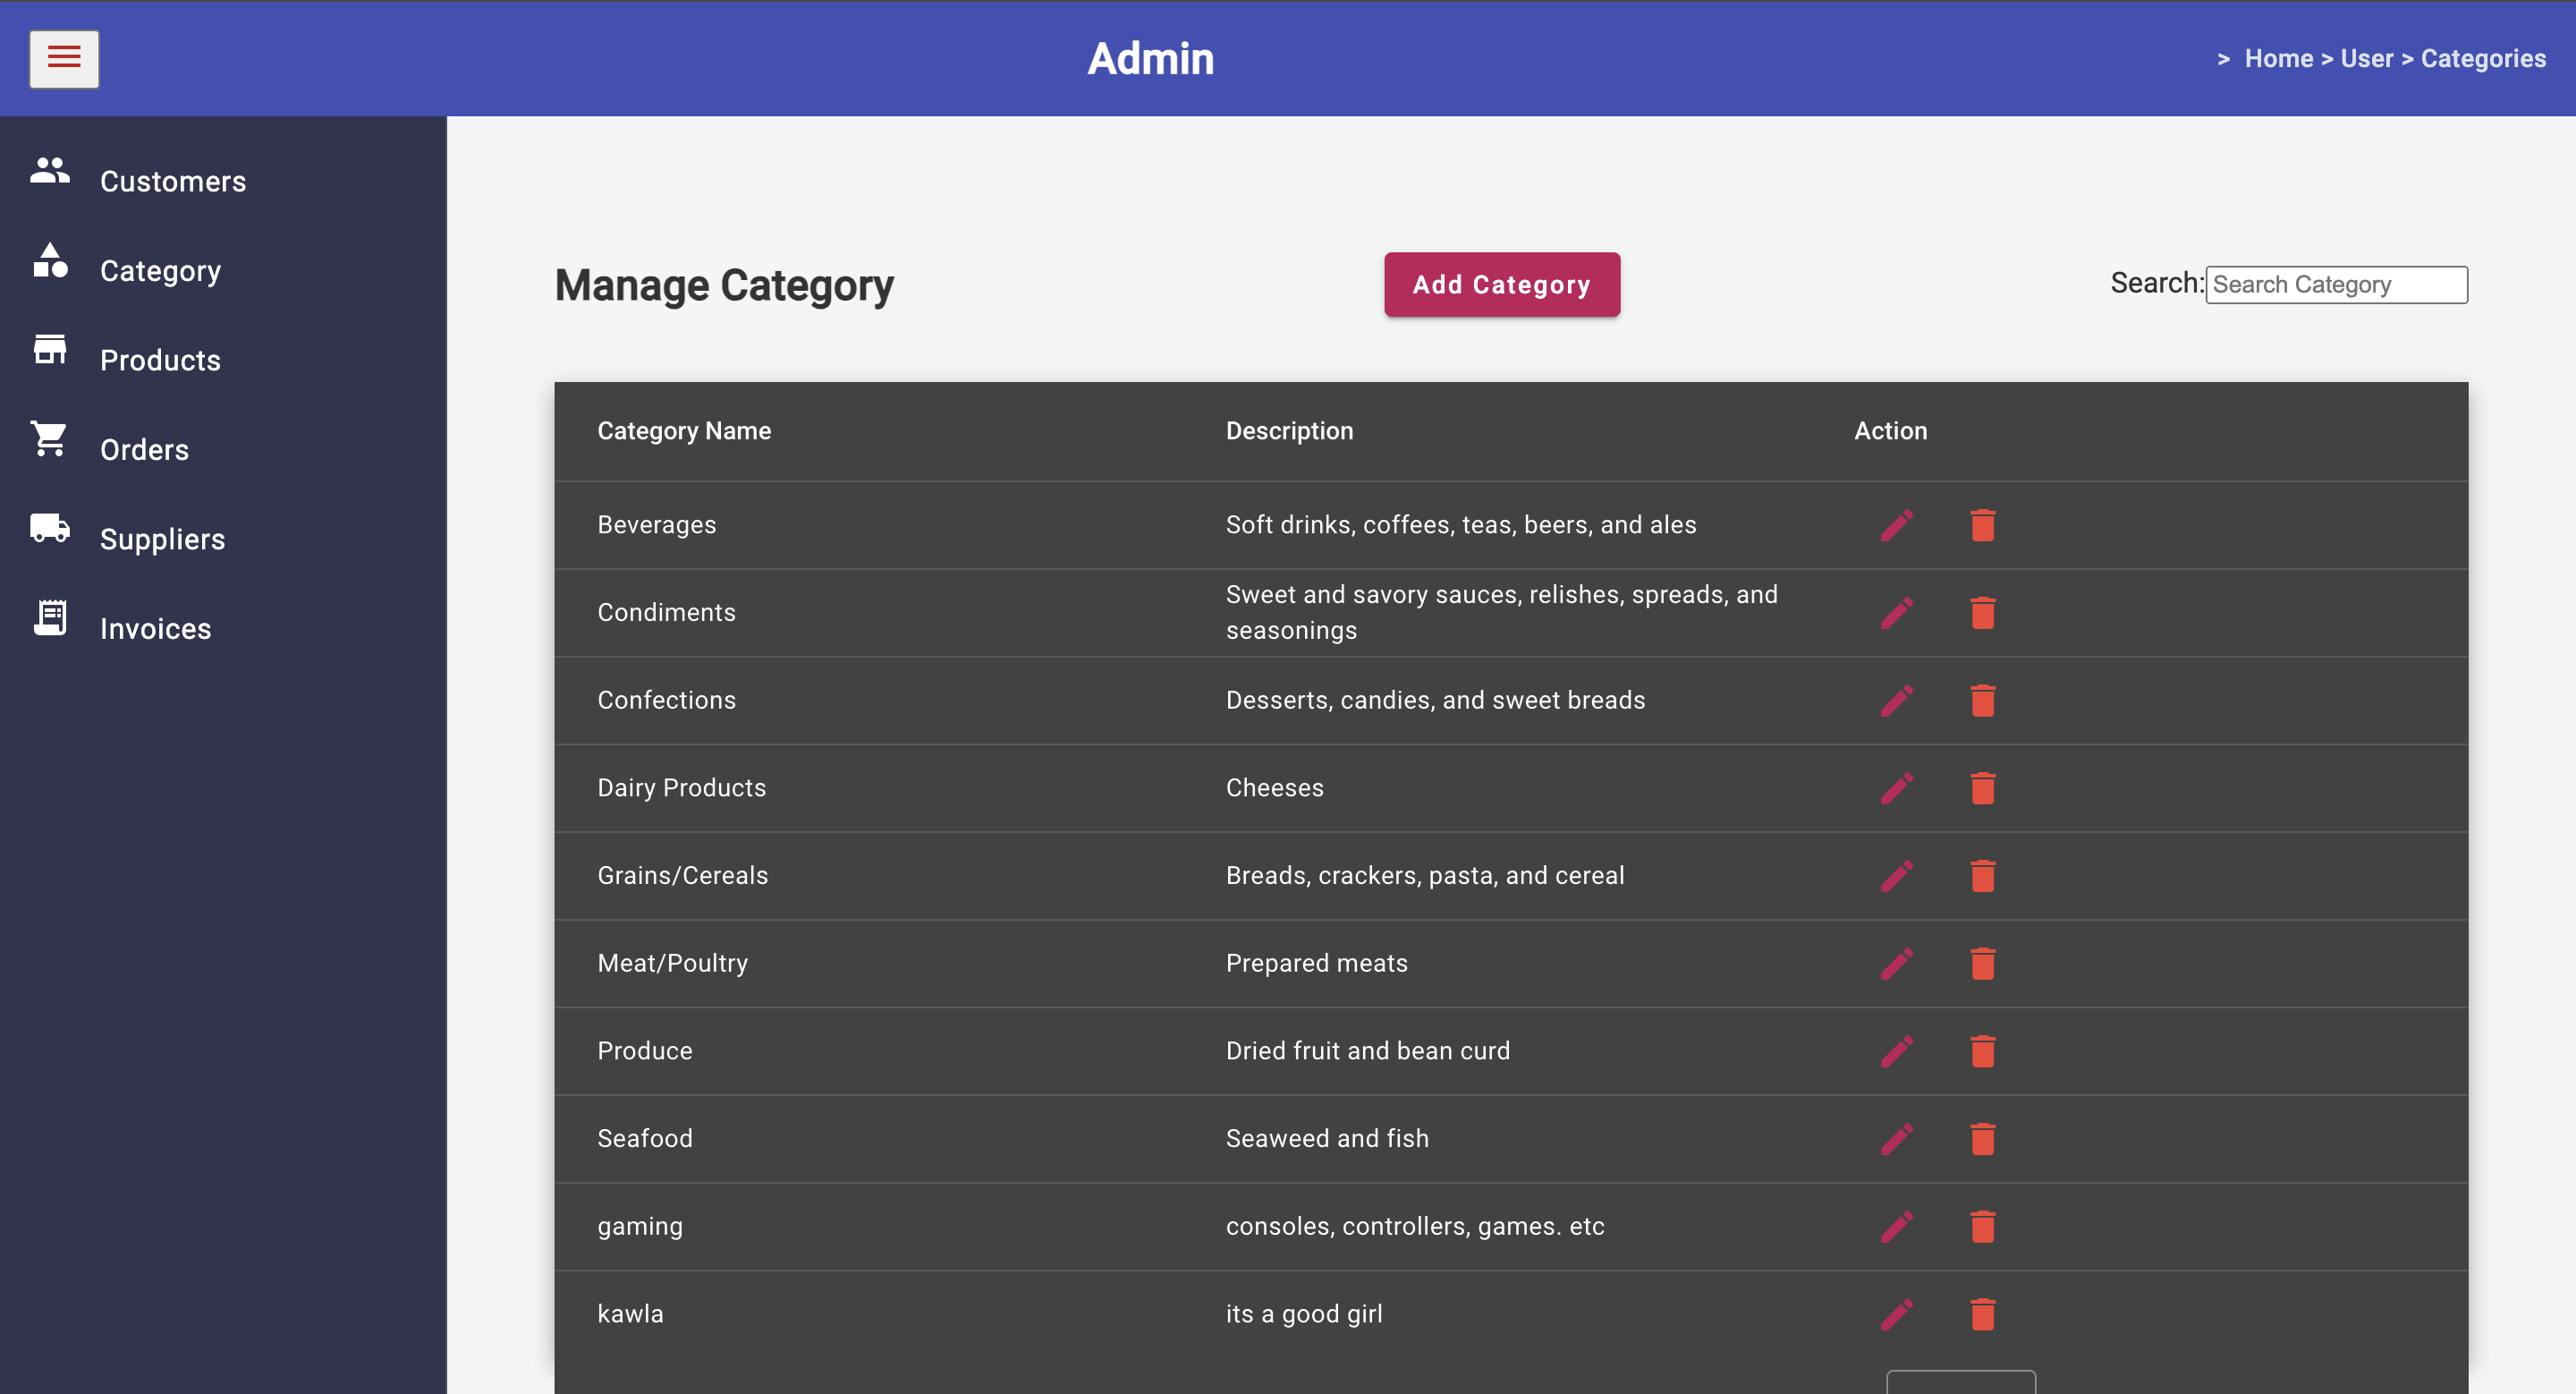 Admin
> Home > User > Categories
Customers
Category
Products
Orders
Suppliers
Invoices
Manage Category
Add Category
Search: Search Category
Category Name Description Action
Beverages Soft drinks, coffees, teas, beers, and ales
Condiments Sweet and savory sauces, relishes, spreads, and
seasonings
Confections Desserts, candies, and sweet breads
Dairy Products Cheeses
Grains/Cereals Breads, crackers, pasta, and cereal
Meat/Poultry Prepared meats
Produce Dried fruit and bean curd
Seafood Seaweed and fish
gaming consoles, controllers, games. etc
kawla its a good girl